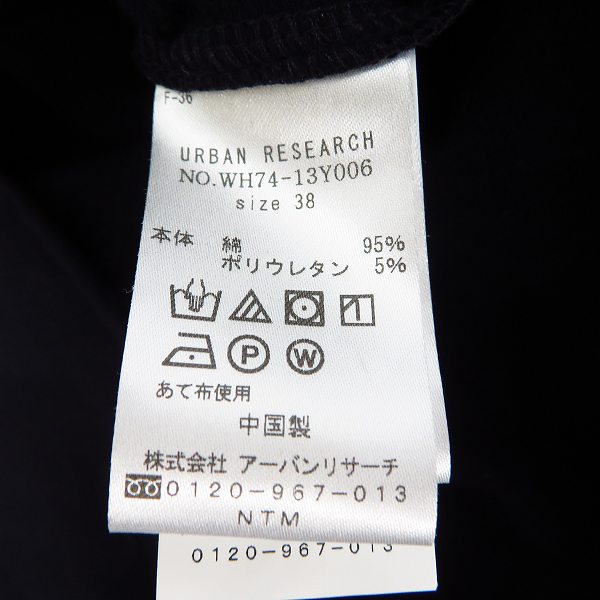 F-36
URBAN RESEARCH
NO.WH74-13Y006
size 38
本体 綿 95%
ポリウレタン 5%
P W
あて布使用
中国製
株式会社 アーバンリサーチ
0120-967-013
NTM
0120-967-013